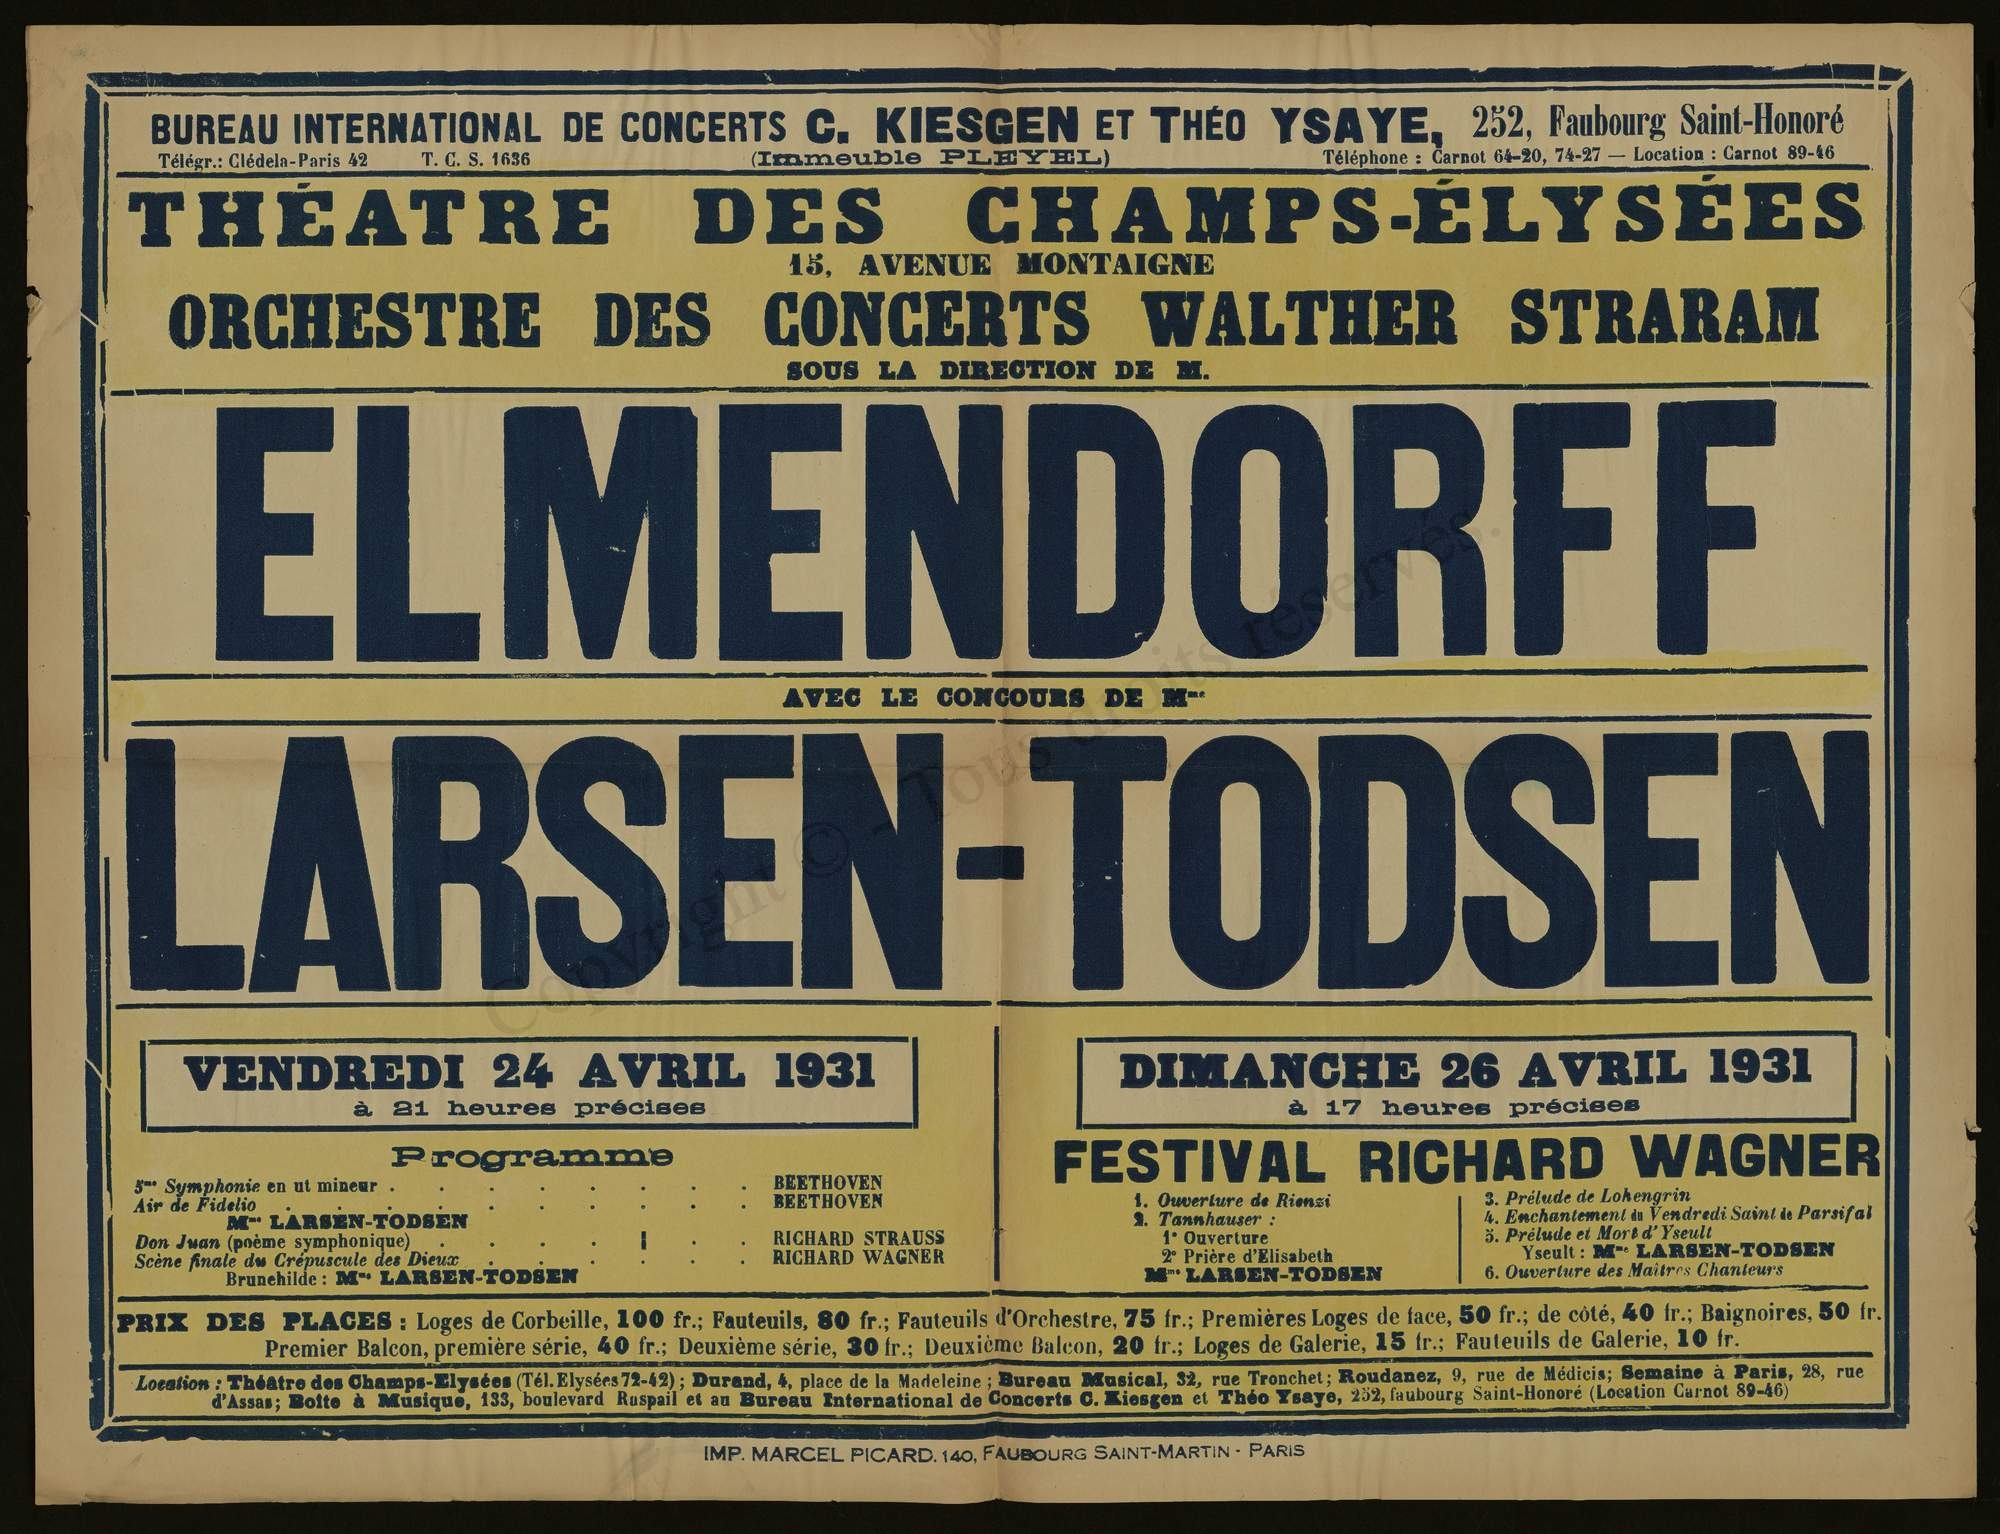 BUREAU INTERNATIONAL DE CONCERTS C. KIESGEN ET THÉO YSAYE, 252, Faubourg Saint-Honoré
Télégr.: Clédela-Paris 42 T. C. S. 1636 (Immeuble PLEYEL) Téléphone : Carnot 64-20, 74-27 — Location : Carnot 89-46
THÉATRE DES CHAMPS-ÉLYSÉES
15, AVENUE MONTAIGNE
ORCHESTRE DES CONCERTS WALTHER STRARAM
SOUS LA DIRECTION DE M.
ELMENDORFF
AVEC LE CONCOURS DE Mme
LARSEN-TODSEN
VENDREDI 24 AVRIL 1931
à 21 heures précises
Programme
5me Symphonie en ut mineur . . . . . . . . BEETHOVEN
Air de Fidelio . . . . . . . . . . BEETHOVEN
Mme LARSEN-TODSEN
Don Juan (poème symphonique) . . . . . . RICHARD STRAUSS
Scène finale du Crépuscule des Dieux . . . . . . RICHARD WAGNER
Brunehilde : Mme LARSEN-TODSEN
DIMANCHE 26 AVRIL 1931
à 17 heures précises
FESTIVAL RICHARD WAGNER
1. Ouverture de Rienzi
2. Tannhauser :
1° Ouverture
2° Prière d'Elisabeth
Mme LARSEN-TODSEN
3. Prélude de Lohengrin
4. Enchantement du Vendredi Saint de Parsifal
5. Prélude et Mort d'Yseult
Yseult : Mme LARSEN-TODSEN
6. Ouverture des Maîtres Chanteurs
PRIX DES PLACES : Loges de Corbeille, 100 fr.; Fauteuils, 80 fr.; Fauteuils d'Orchestre, 75 fr.; Premières Loges de face, 50 fr.; de côté, 40 fr.; Baignoires, 50 fr.
Premier Balcon, première série, 40 fr.; Deuxième série, 30 fr.; Deuxième Balcon, 20 fr.; Loges de Galerie, 15 fr.; Fauteuils de Galerie, 10 fr.
Location : Théâtre des Champs-Elysées (Tél. Elysées 72-42) ; Durand, 4, place de la Madeleine ; Bureau Musical, 32, rue Tronchet ; Roudanez, 9, rue de Médicis; Semaine à Paris, 28, rue
d'Assas; Boîte à Musique, 133, boulevard Raspail et au Bureau International de Concerts C. Kiesgen et Théo Ysaye, 252, faubourg Saint-Honoré (Location Carnot 89-46)
IMP. MARCEL PICARD. 140, FAUBOURG SAINT-MARTIN - PARIS
Copyright © - Tous droits réservés.